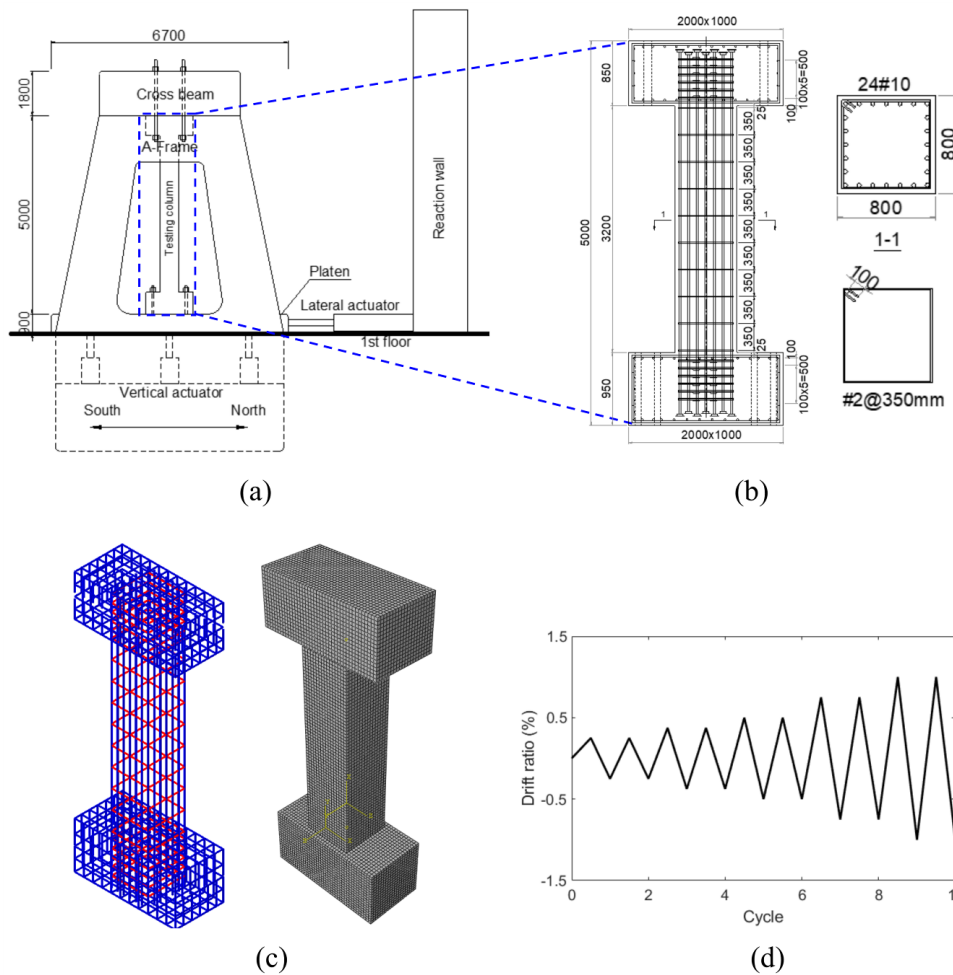 6700
1800
5000
900
Cross beam
A-Frame
Testing column
Reaction wall
Platen
Lateral actuator
1st floor
Vertical actuator
South
North
(a)
2000x1000
850
5000
3200
950
100x5=500
100
25
350
350
350
350
350
350
350
350
350
25
100
100x5=500
1
1
2000x1000
24#10
800
800
1-1
100
#2@350mm
(b)
(c)
1.5
0.5
-0.5
-1.5
Drift ratio (%)
0
2
4
6
8
1
Cycle
(d)